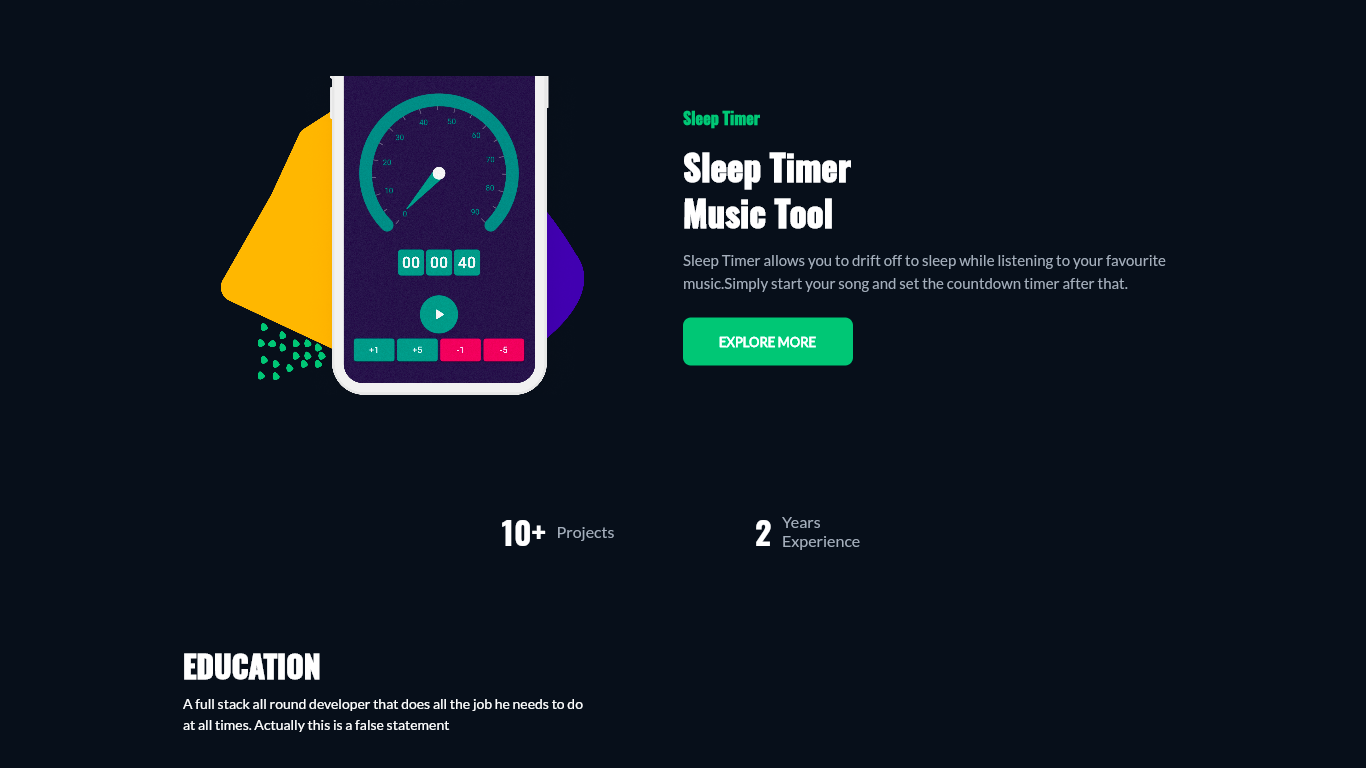 40 50
30 60
20 70
10 80
0 90
00 00 40
+1 +5 -1 -5
Sleep Timer
Sleep Timer
Music Tool
Sleep Timer allows you to drift off to sleep while listening to your favourite
music.Simply start your song and set the countdown timer after that.
EXPLORE MORE
10+ Projects
2 Years
Experience
EDUCATION
A full stack all round developer that does all the job he needs to do
at all times. Actually this is a false statement